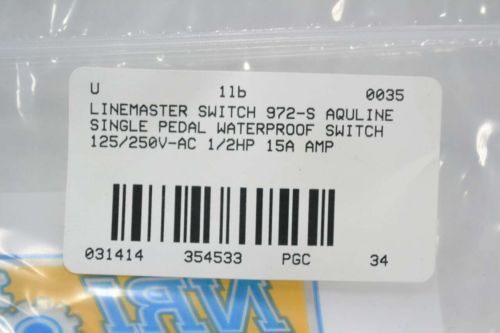 U 1lb 0035
LINEMASTER SWITCH 972-S AQULINE
SINGLE PEDAL WATERPROOF SWITCH
125/250V-AC 1/2HP 15A AMP
031414 354533 PGC 34
NRI